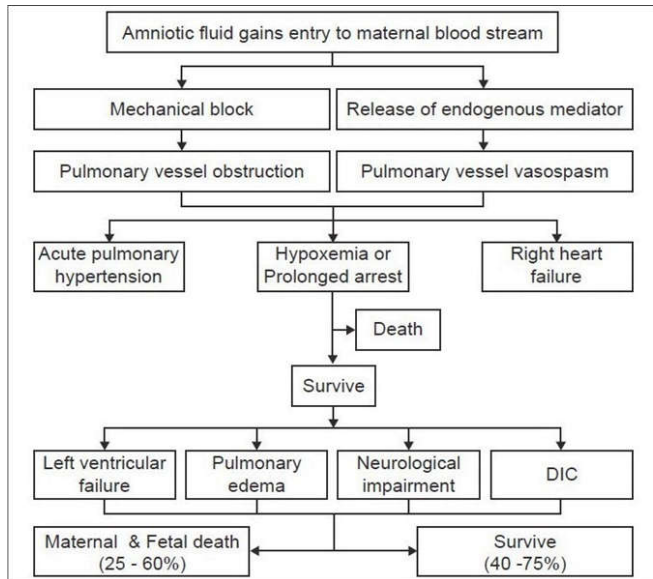 Amniotic fluid gains entry to maternal blood stream
Mechanical block
Release of endogenous mediator
Pulmonary vessel obstruction
Pulmonary vessel vasospasm
Acute pulmonary
hypertension
Hypoxemia or
Prolonged arrest
Right heart
failure
Death
Survive
Left ventricular
failure
Pulmonary
edema
Neurological
impairment
DIC
Maternal & Fetal death
(25 - 60%)
Survive
(40 -75%)